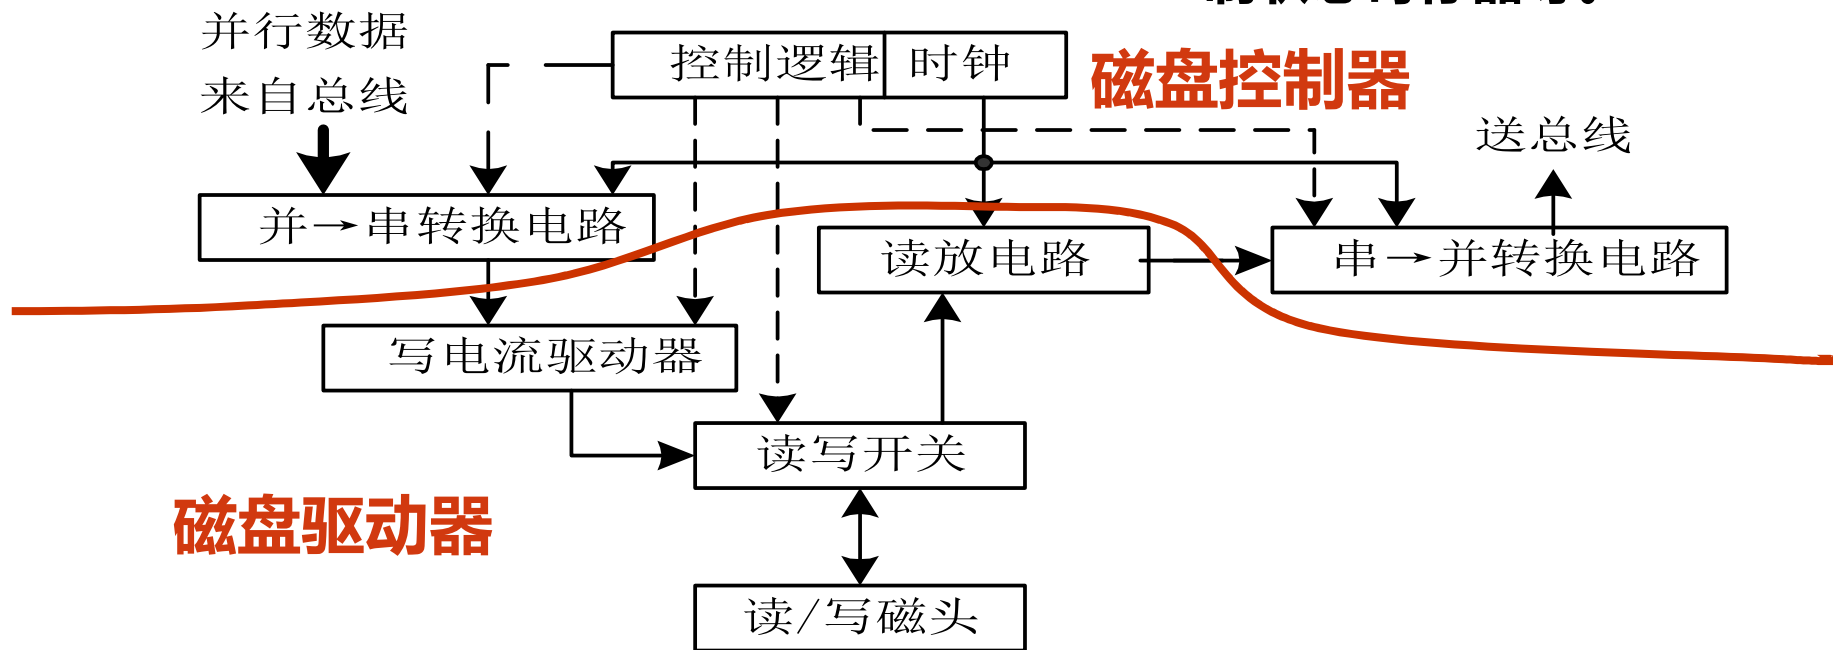 并行数据
来自总线
控制逻辑 时钟
磁盘控制器
送总线
并→串转换电路
读放电路
串→并转换电路
写电流驱动器
读写开关
磁盘驱动器
读/写磁头